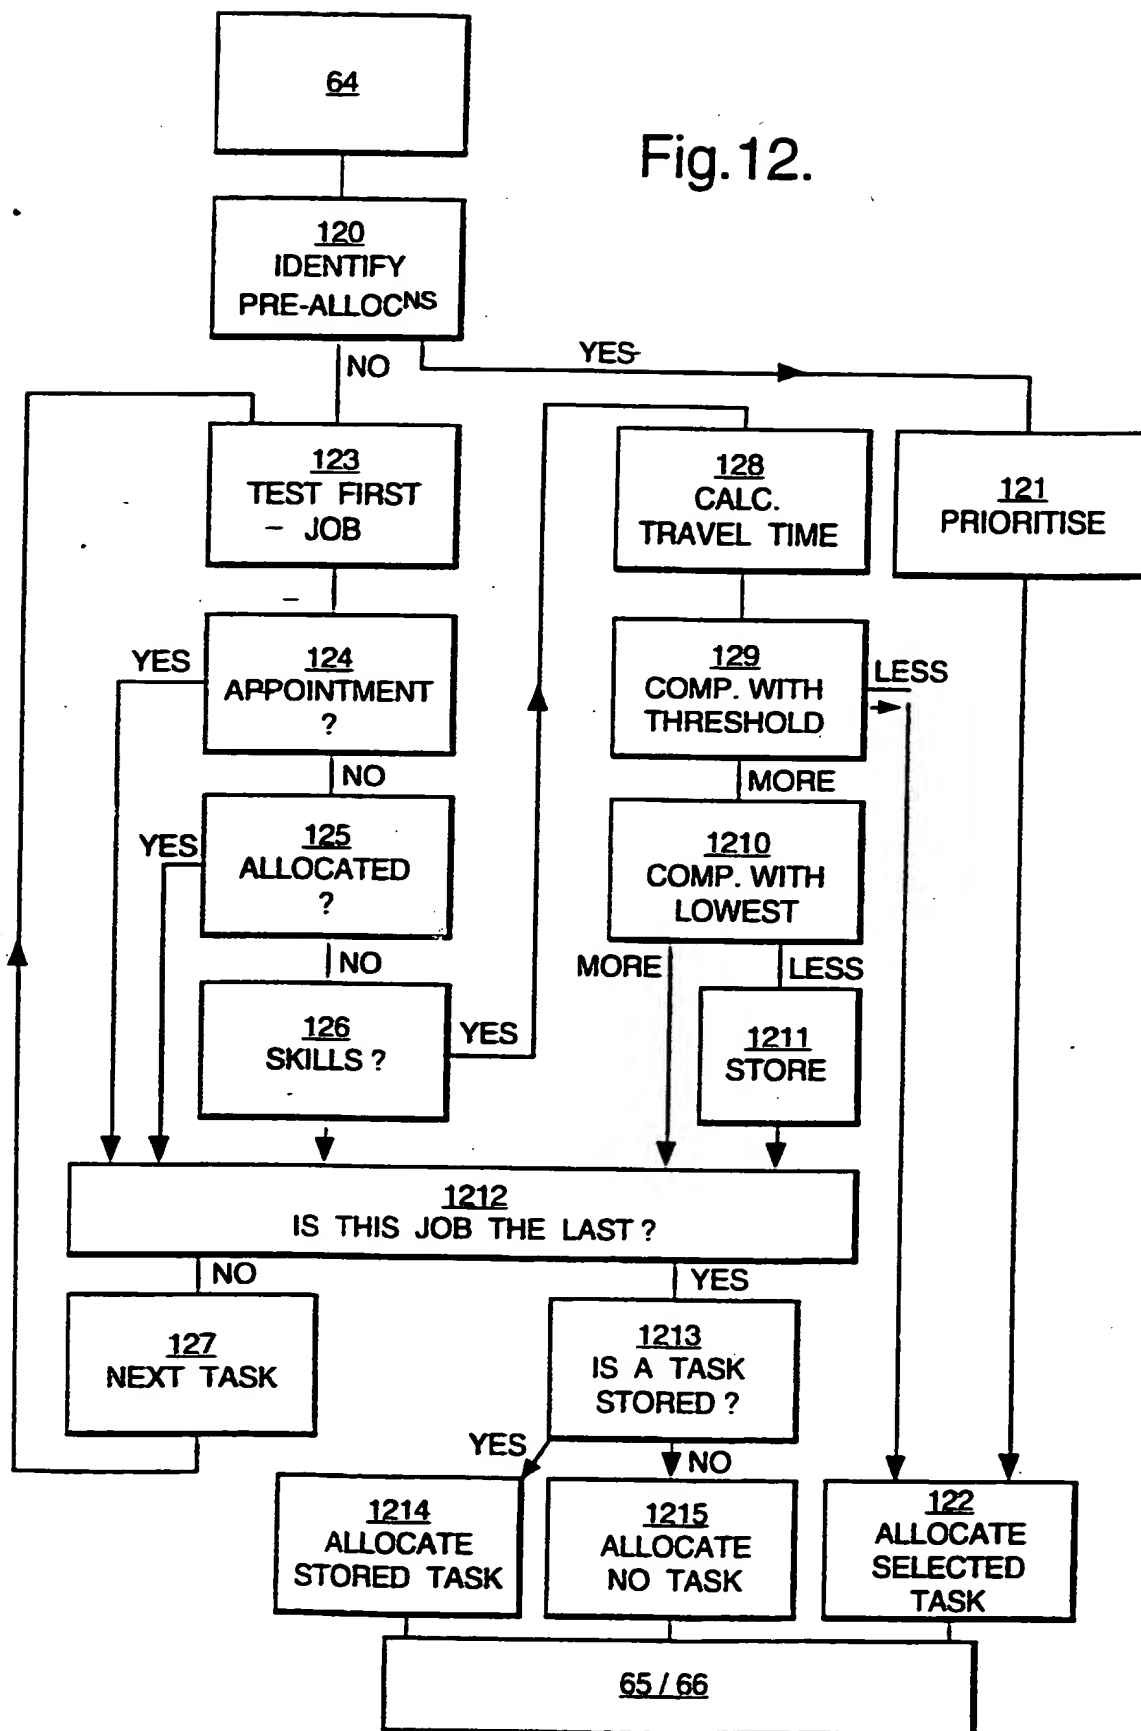 64
Fig.12.
120
IDENTIFY
PRE-ALLOCNS
NO
YES
123
TEST FIRST
JOB
128
CALC.
TRAVEL TIME
121
PRIORITISE
YES
124
APPOINTMENT
?
129
COMP. WITH
THRESHOLD
LESS
NO
MORE
YES
125
ALLOCATED
?
1210
COMP. WITH
LOWEST
NO
MORE
LESS
126
SKILLS ?
YES
1211
STORE
1212
IS THIS JOB THE LAST ?
NO
YES
127
NEXT TASK
1213
IS A TASK
STORED ?
YES
NO
1214
ALLOCATE
STORED TASK
1215
ALLOCATE
NO TASK
122
ALLOCATE
SELECTED
TASK
65 / 66